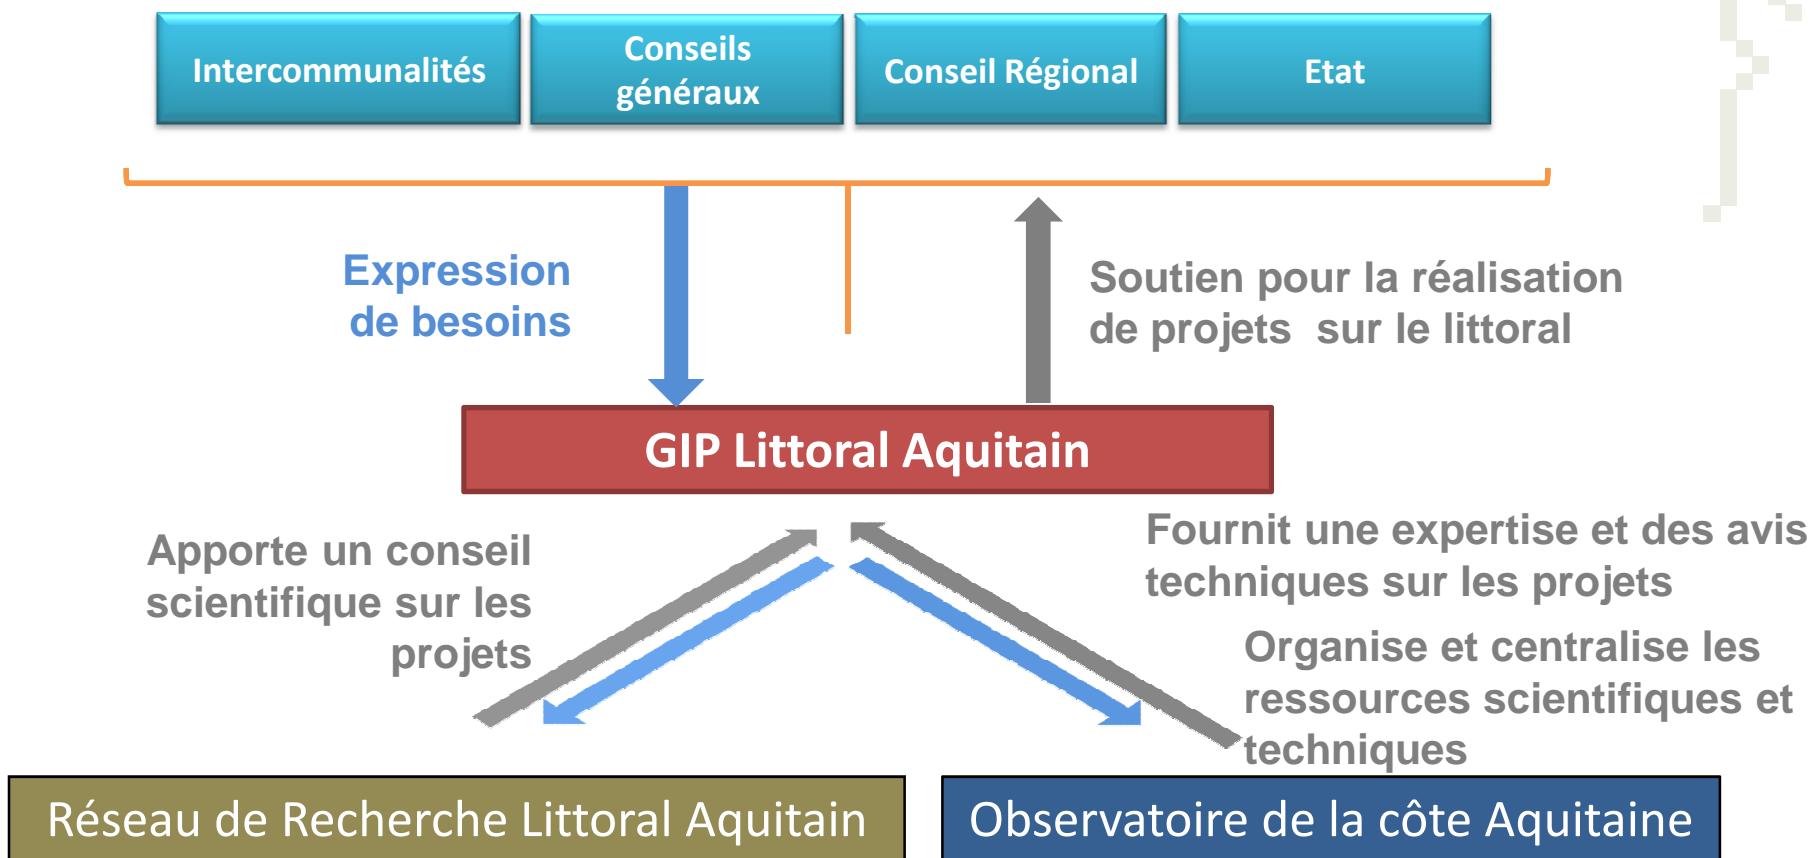 Intercommunalités
Conseils
généraux
Conseil Régional
Etat
Expression
de besoins
Soutien pour la réalisation
de projets  sur le littoral
GIP Littoral Aquitain
Apporte un conseil
scientifique sur les
projets
Fournit une expertise et des avis
techniques sur les projets
Organise et centralise les
ressources scientifiques et
techniques
Réseau de Recherche Littoral Aquitain
Observatoire de la côte Aquitaine